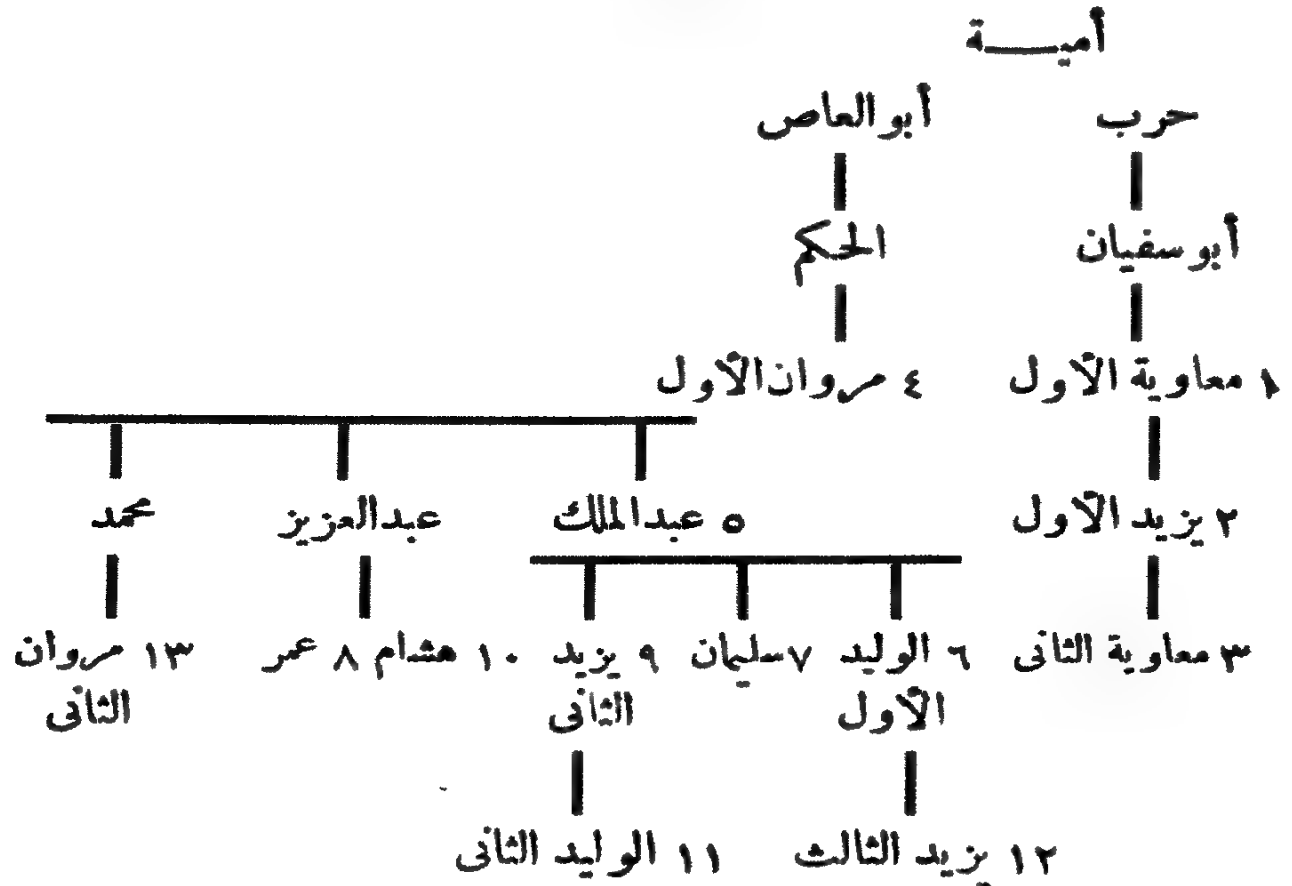 أميــــة
حرب أبو العاص
أبو سفيان الحكم
١ معاوية الأول ٤ مروان الأول
٢ يزيد الأول ٥ عبد الملك عبد العزيز محمد
٣ معاوية الثانى ٦ الوليد ٧ سليمان ٩ يزيد ١٠ هشام ٨ عمر ١٣ مروان
الأول الثانى الثانى
١٢ يزيد الثالث ١١ الوليد الثانى